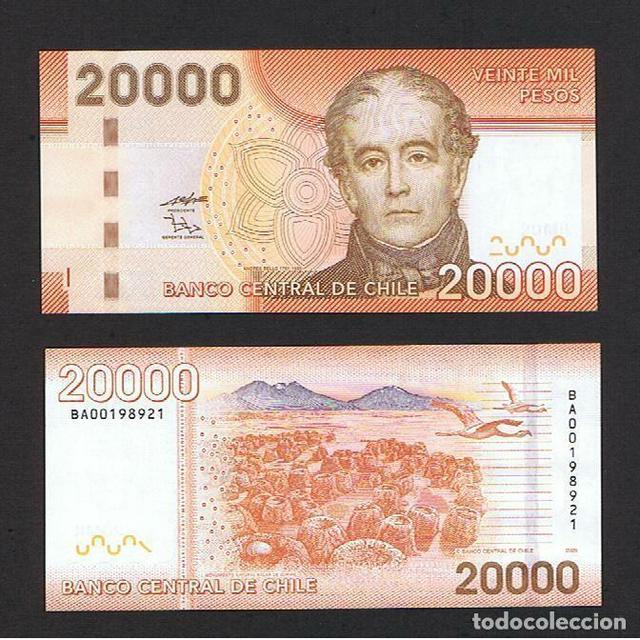 20000
VEINTE MIL
PESOS
PRESIDENTE
GERENTE GENERAL
BANCO CENTRAL DE CHILE
20000
20000
BA00198921
BA00198921
© BANCO CENTRAL DE CHILE
BANCO CENTRAL DE CHILE
20000
todocoleccion